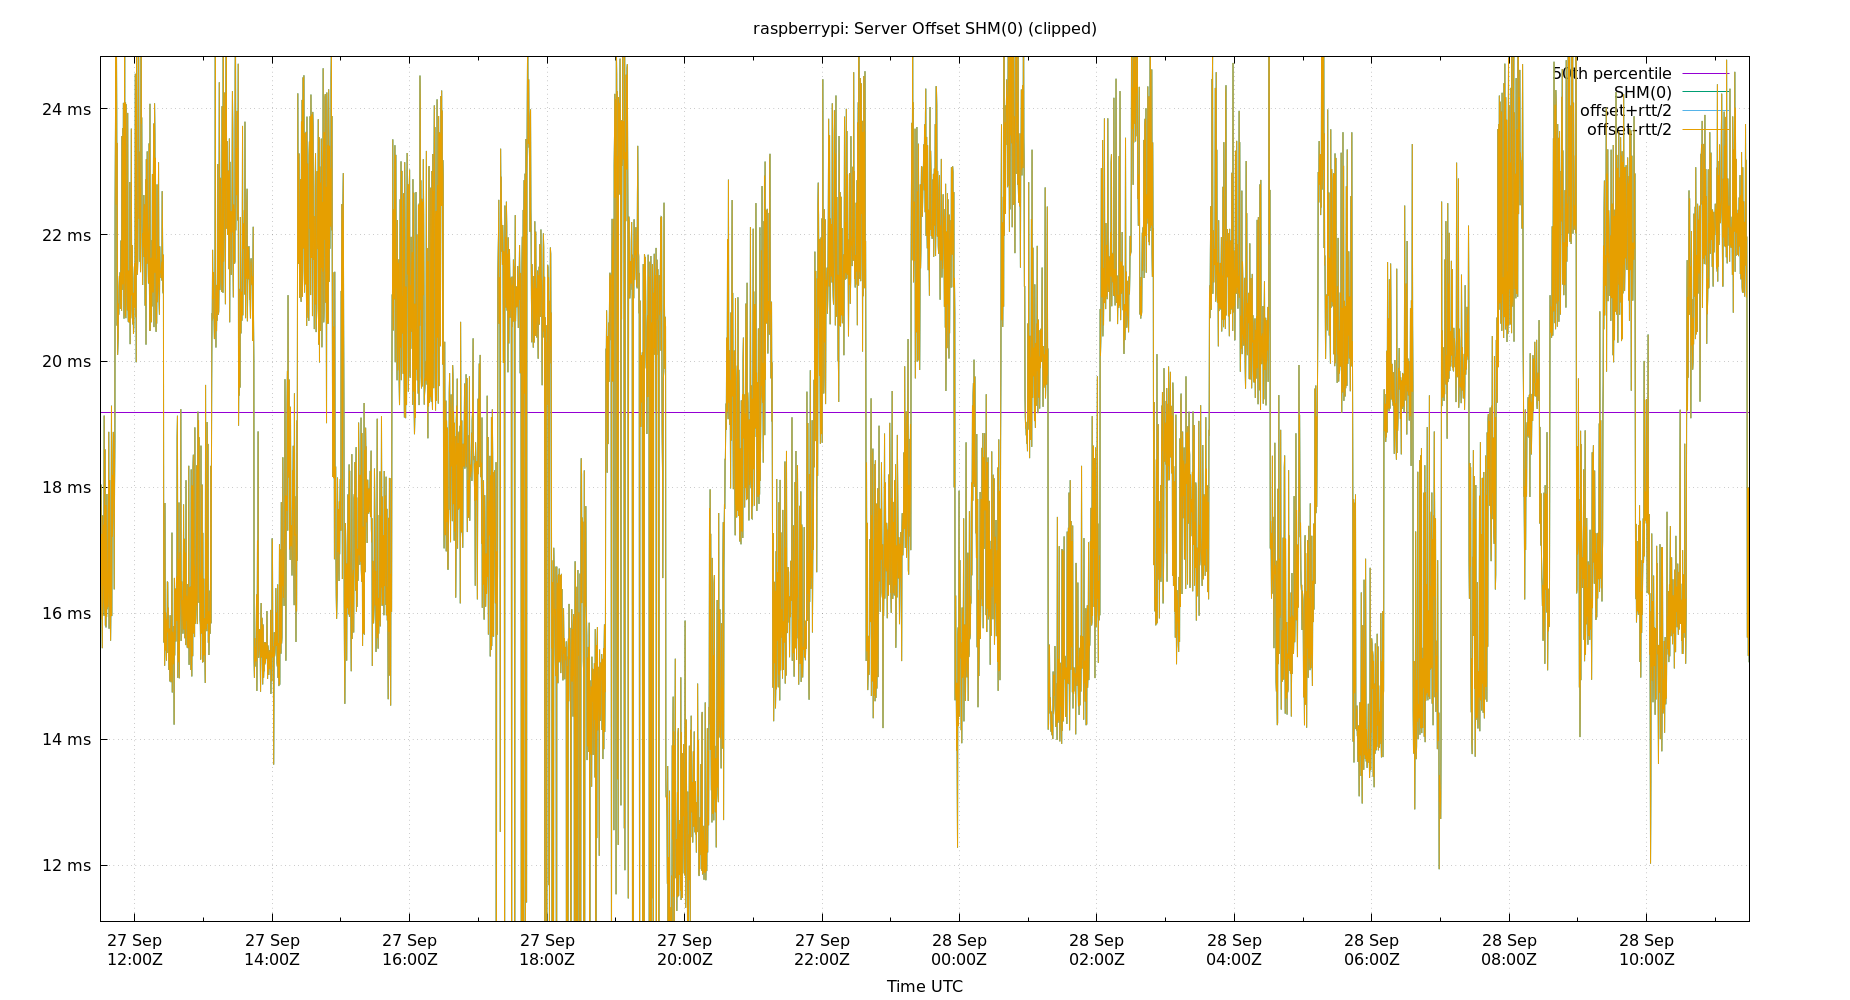 raspberrypi: Server Offset SHM(0) (clipped)
50th percentile
SHM(0)
offset+rtt/2
offset-rtt/2
24 ms
22 ms
20 ms
18 ms
16 ms
14 ms
12 ms
27 Sep 27 Sep 27 Sep 27 Sep 27 Sep 27 Sep 28 Sep 28 Sep 28 Sep 28 Sep 28 Sep 28 Sep
12:00Z 14:00Z 16:00Z 18:00Z 20:00Z 22:00Z 00:00Z 02:00Z 04:00Z 06:00Z 08:00Z 10:00Z
Time UTC